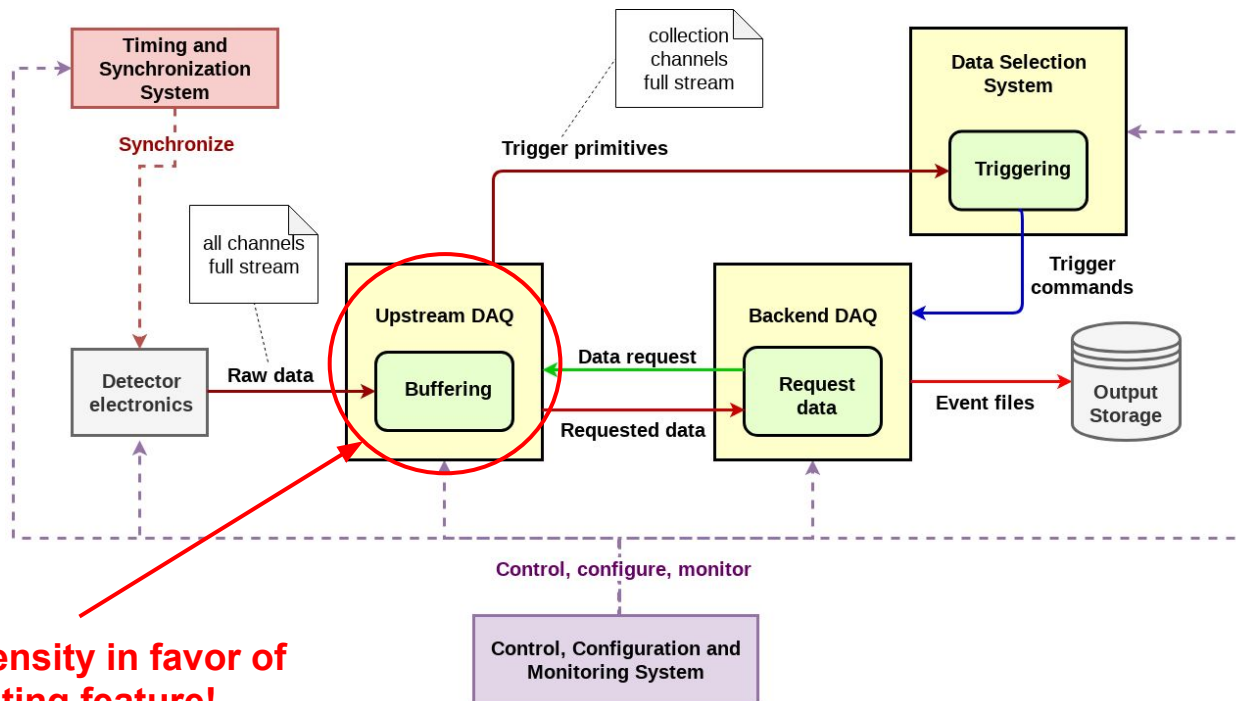 Timing and
Synchronization
System
collection
channels
full stream
Data Selection
System
Synchronize
Trigger primitives
Triggering
all channels
full stream
Trigger
commands
Upstream DAQ
Backend DAQ
Detector
electronics
Raw data
Buffering
Data request
Requested data
Request
data
Event files
Output
Storage
Control, configure, monitor
Control, Configuration and
Monitoring System
in favor of
feature!